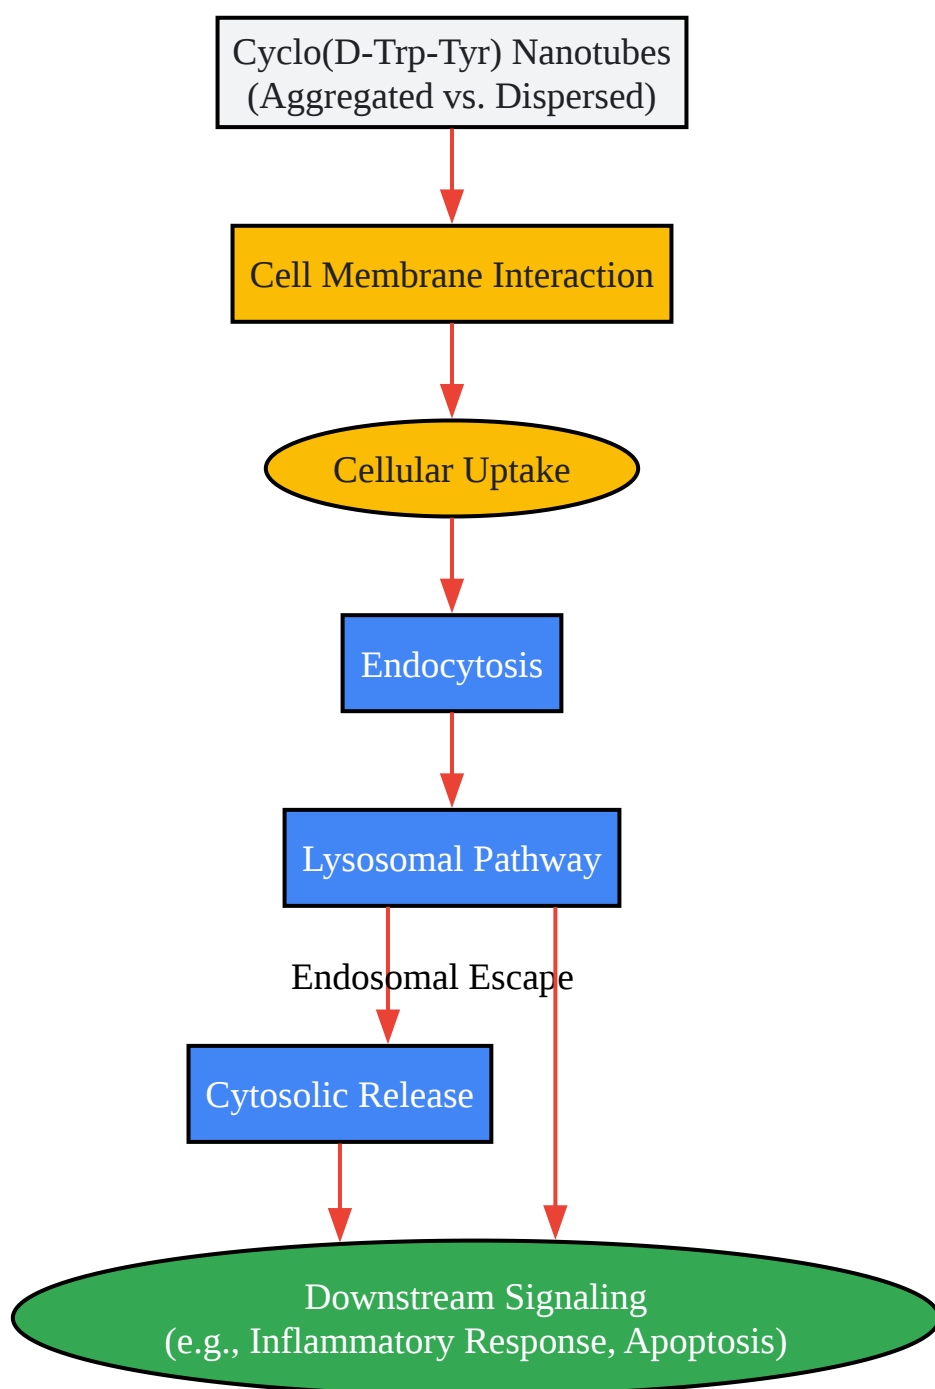 Cyclo(D-Trp-Tyr) Nanotubes
(Aggregated vs. Dispersed)
Cell Membrane Interaction
Cellular Uptake
Endocytosis
Lysosomal Pathway
Endosomal Escape
Cytosolic Release
Downstream Signaling
(e.g., Inflammatory Response, Apoptosis)